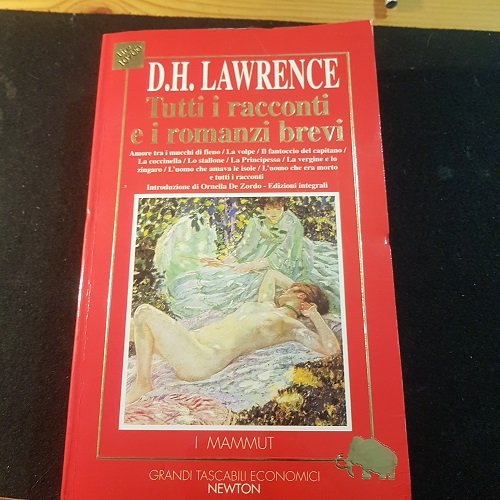 D.H. LAWRENCE
Tutti i racconti
e i romanzi brevi
Amore tra i mucchi di fieno / La volpe / Il fantoccio del capitano /
La coccinella / Lo stallone / La Principessa / La vergine e lo
zingaro / L'uomo che amava le isole / L'uomo che era morto
e tutti i racconti
Introduzione di Ornella De Zordo - Edizioni integrali
I MAMMUT
GRANDI TASCABILI ECONOMICI
NEWTON